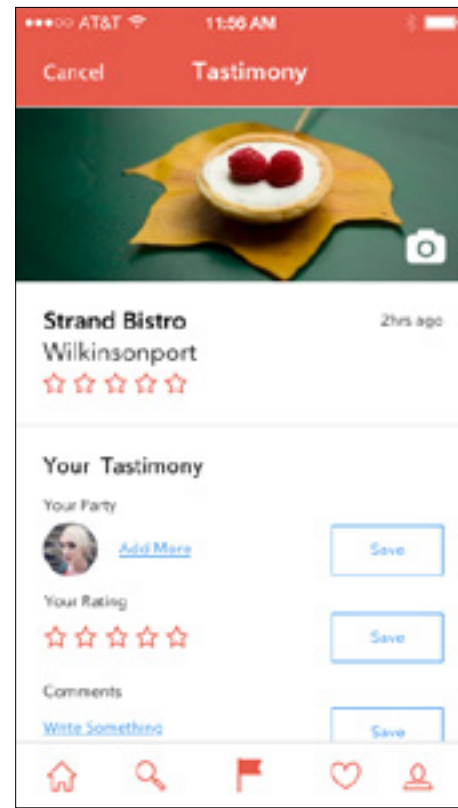 AT&T 11:56 AM
Cancel Tastimony
Strand Bistro 2hrs ago
Wilkinsonport
Your Tastimony
Your Party
Add More Save
Your Rating
Save
Comments
Write Something Save